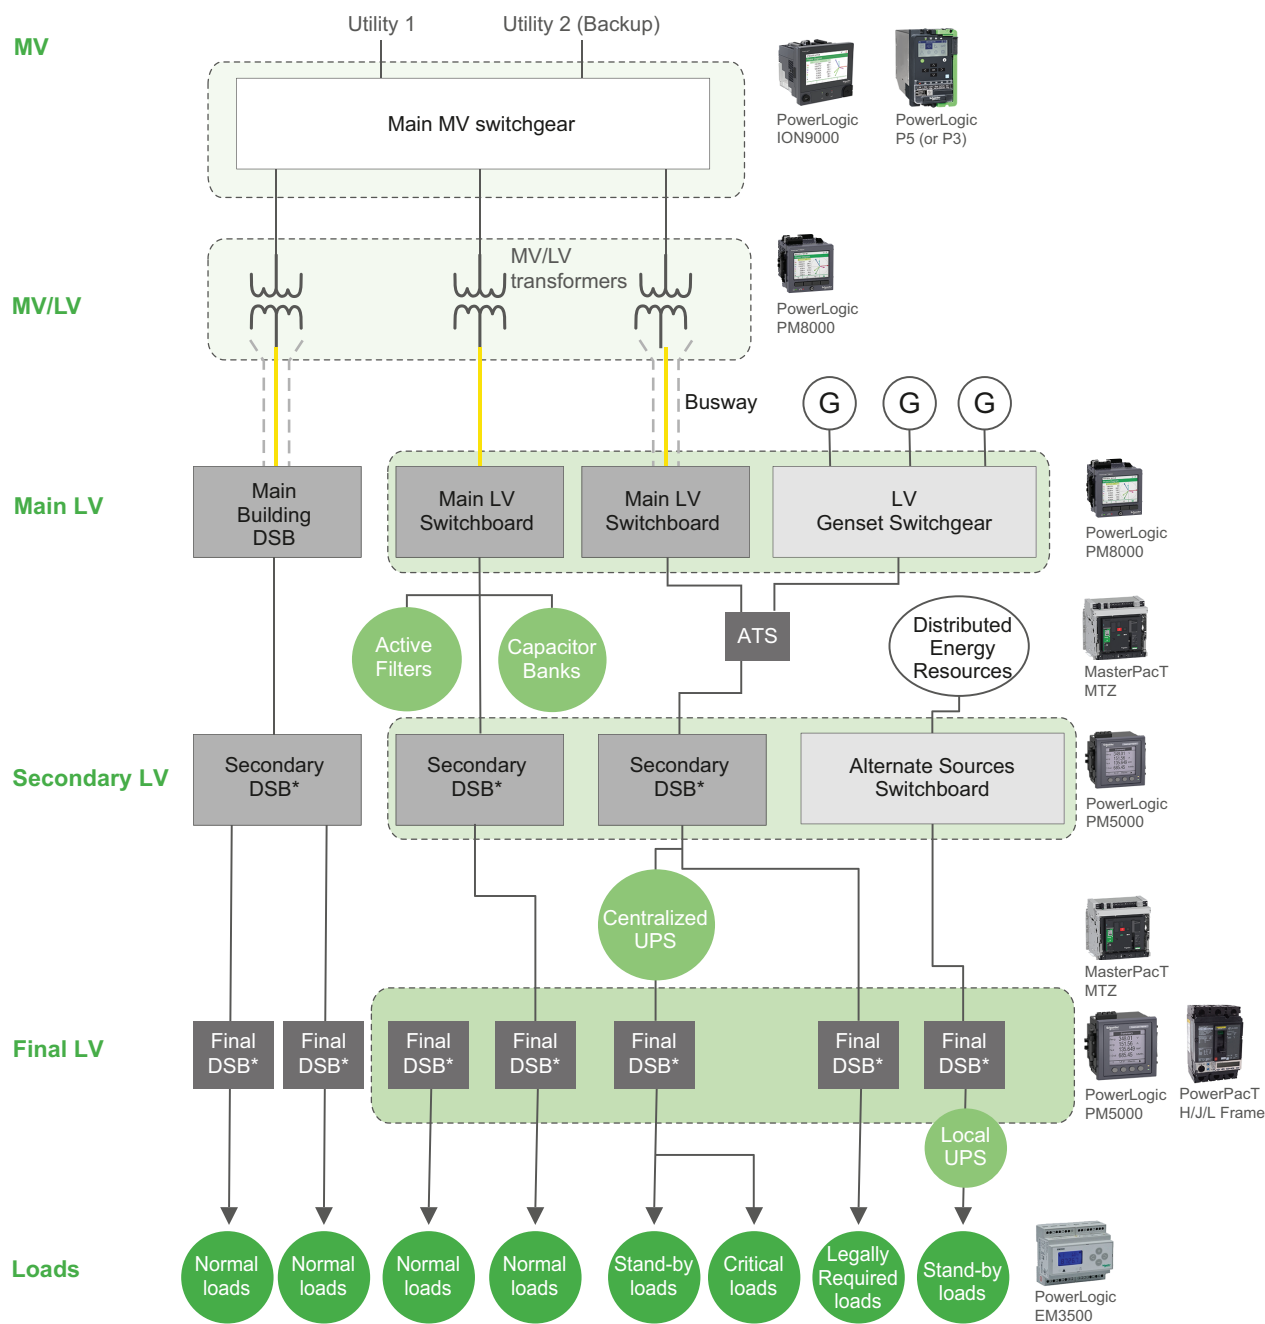 Utility 1
Utility 2 (Backup)
MV
Main MV switchgear
PowerLogic
ION9000
PowerLogic
P5 (or P3)
MV/LV
transformers
MV/LV
PowerLogic
PM8000
Busway
G
G
G
Main LV
Main
Building
DSB
Main LV
Switchboard
Main LV
Switchboard
LV
Genset Switchgear
PowerLogic
PM8000
Active
Filters
Capacitor
Banks
ATS
Distributed
Energy
Resources
MasterPacT
MTZ
Secondary LV
Secondary
DSB*
Secondary
DSB*
Secondary
DSB*
Alternate Sources
Switchboard
PowerLogic
PM5000
Centralized
UPS
MasterPacT
MTZ
Final LV
Final
DSB*
Final
DSB*
Final
DSB*
Final
DSB*
Final
DSB*
Final
DSB*
Final
DSB*
PowerLogic
PM5000
PowerPacT
H/J/L Frame
Local
UPS
Loads
Normal
loads
Normal
loads
Normal
loads
Normal
loads
Stand-by
loads
Critical
loads
Legally
Required
loads
Stand-by
loads
PowerLogic
EM3500